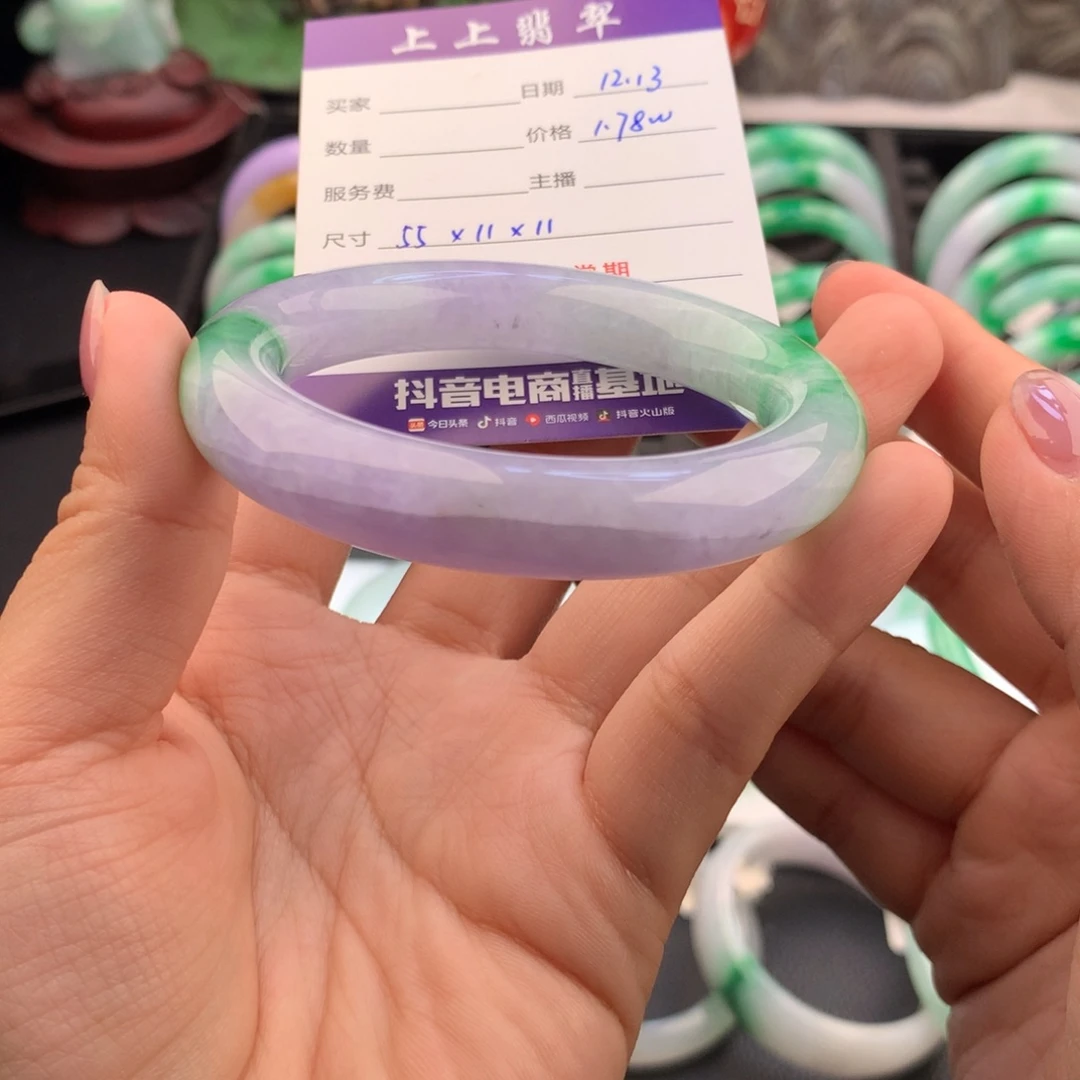 上上翡翠
买家 日期 12.13
数量 价格 1.78w
服务费 主播
尺寸 55 x 11 x 11
抖音电商直播基地
今日头条 抖音 西瓜视频 抖音火山版